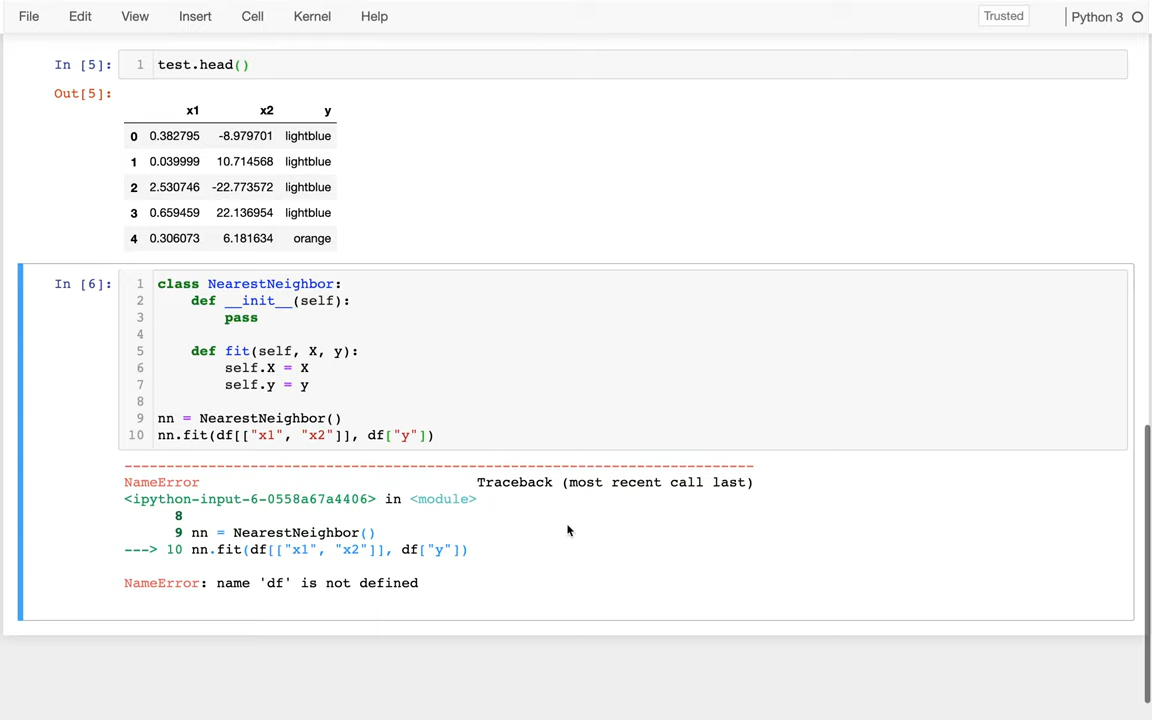 File Edit View Insert Cell Kernel Help Trusted Python 3
In [5]: 1 test.head()
Out[5]:
x1 x2 y
0 0.382795 -8.979701 lightblue
1 0.039999 10.714568 lightblue
2 2.530746 -22.773572 lightblue
3 0.659459 22.136954 lightblue
4 0.306073 6.181634 orange
In [6]: 1 class NearestNeighbor:
2 def __init__(self):
3 pass
4
5 def fit(self, X, y):
6 self.X = X
7 self.y = y
8
9 nn = NearestNeighbor()
10 nn.fit(df[["x1", "x2"]], df["y"])
---------------------------------------------------------------------------
NameError Traceback (most recent call last)
<ipython-input-6-0558a67a4406> in <module>
8
9 nn = NearestNeighbor()
---> 10 nn.fit(df[["x1", "x2"]], df["y"])
NameError: name 'df' is not defined